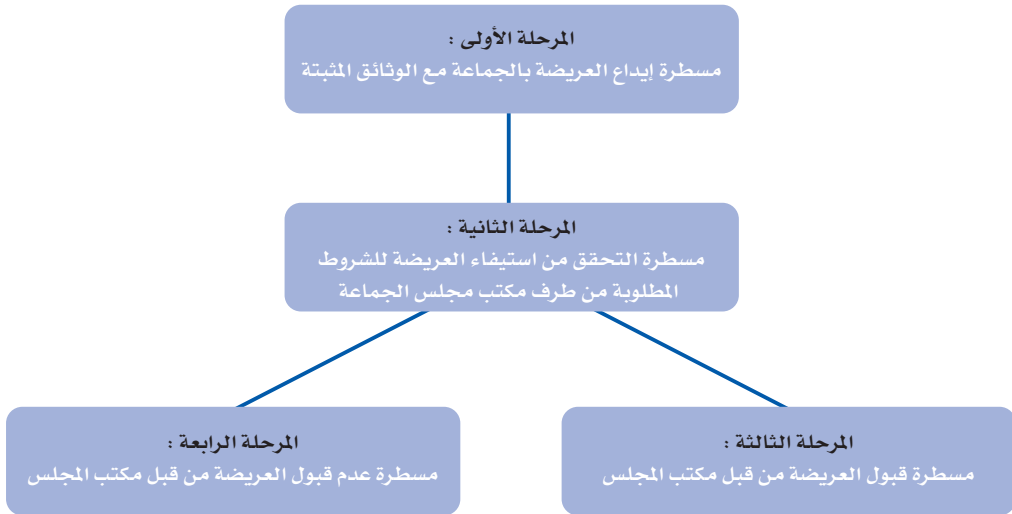 المرحلة الأولى :
مسطرة إيداع العريضة بالجماعة مع الوثائق المثبتة
المرحلة الثانية :
مسطرة التحقق من استيفاء العريضة للشروط
المطلوبة من طرف مكتب مجلس الجماعة
المرحلة الثالثة :
مسطرة قبول العريضة من قبل مكتب المجلس
المرحلة الرابعة :
مسطرة عدم قبول العريضة من قبل مكتب المجلس